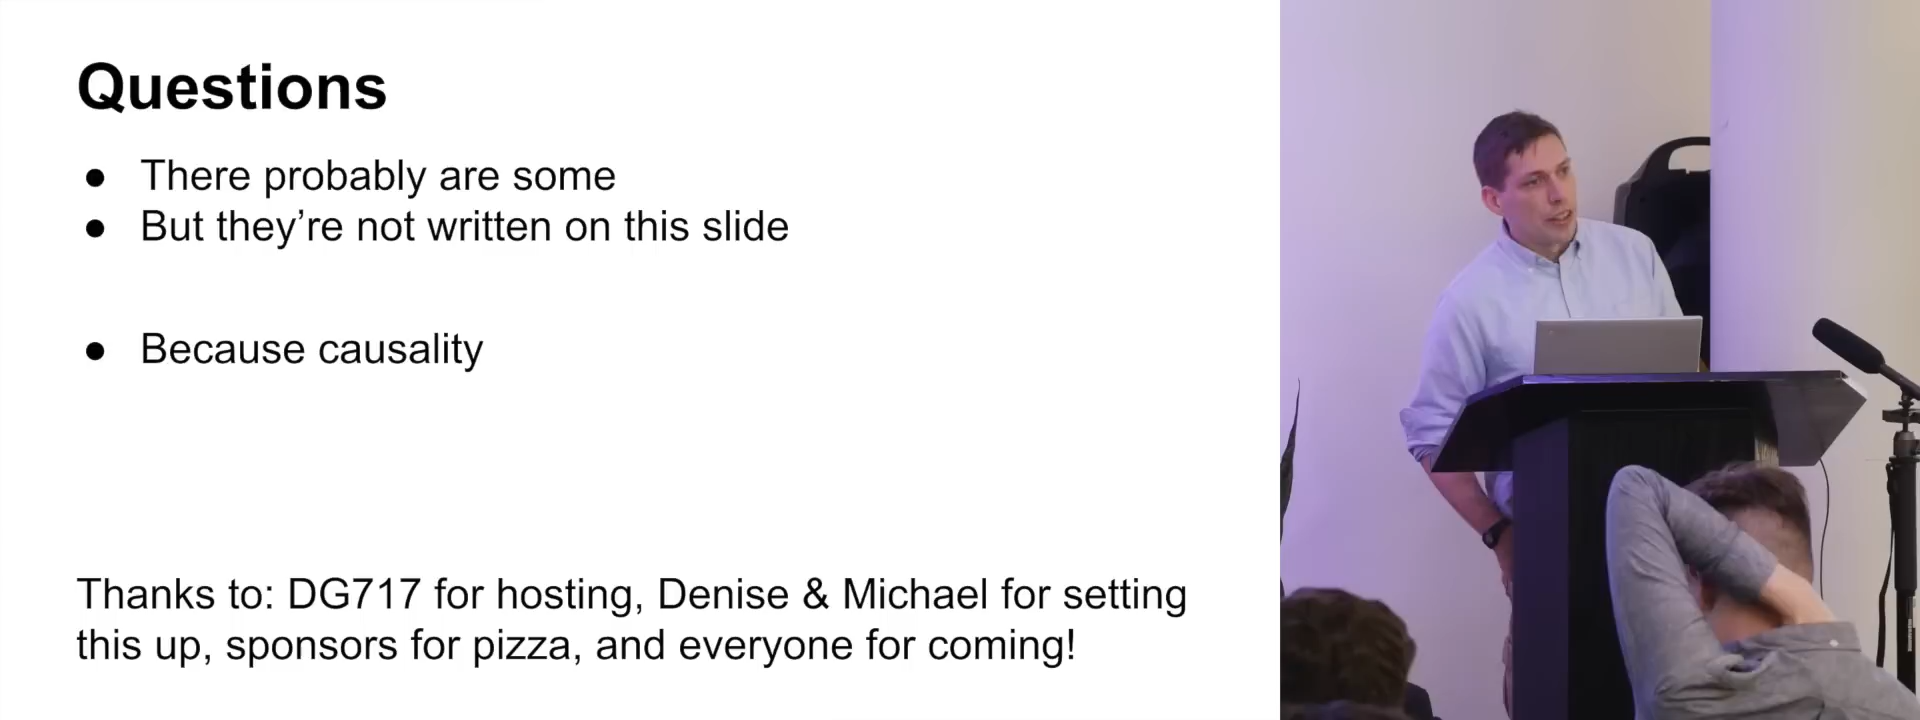 Questions
● There probably are some
● But they’re not written on this slide
● Because causality
Thanks to: DG717 for hosting, Denise & Michael for setting
this up, sponsors for pizza, and everyone for coming!